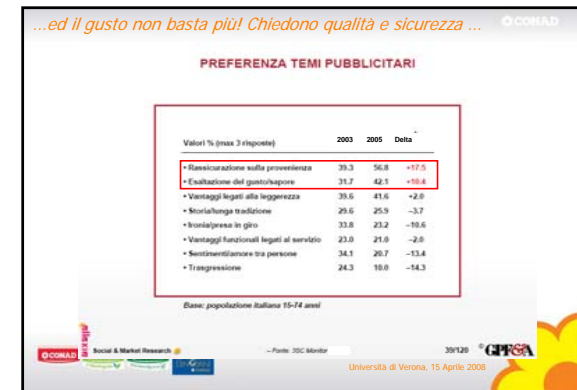 ...ed il gusto non basta più! Chiedono qualità e sicurezza ...
CONAD
PREFERENZA TEMI PUBBLICITARI
Valori % (max 3 risposte) 2003 2005 Delta
• Rassicurazione sulla provenienza 39.3 56.8 +17.5
• Esaltazione del gusto/sapore 31.7 42.1 +10.4
• Vantaggi legati alla leggerezza 39.6 41.6 +2.0
• Storia/lunga tradizione 29.6 25.9 –3.7
• Ironia/presa in giro 33.8 23.2 –10.6
• Vantaggi funzionali legati al servizio 23.0 21.0 –2.0
• Sentimenti/amore tra persone 34.1 20.7 –13.4
• Trasgressione 24.3 10.0 –14.3
Base: popolazione italiana 15-74 anni
CONAD
Social & Market Research
– Fonte: 3SC Monitor
39/120
© GPF&A
Università di Verona, 15 Aprile 2008